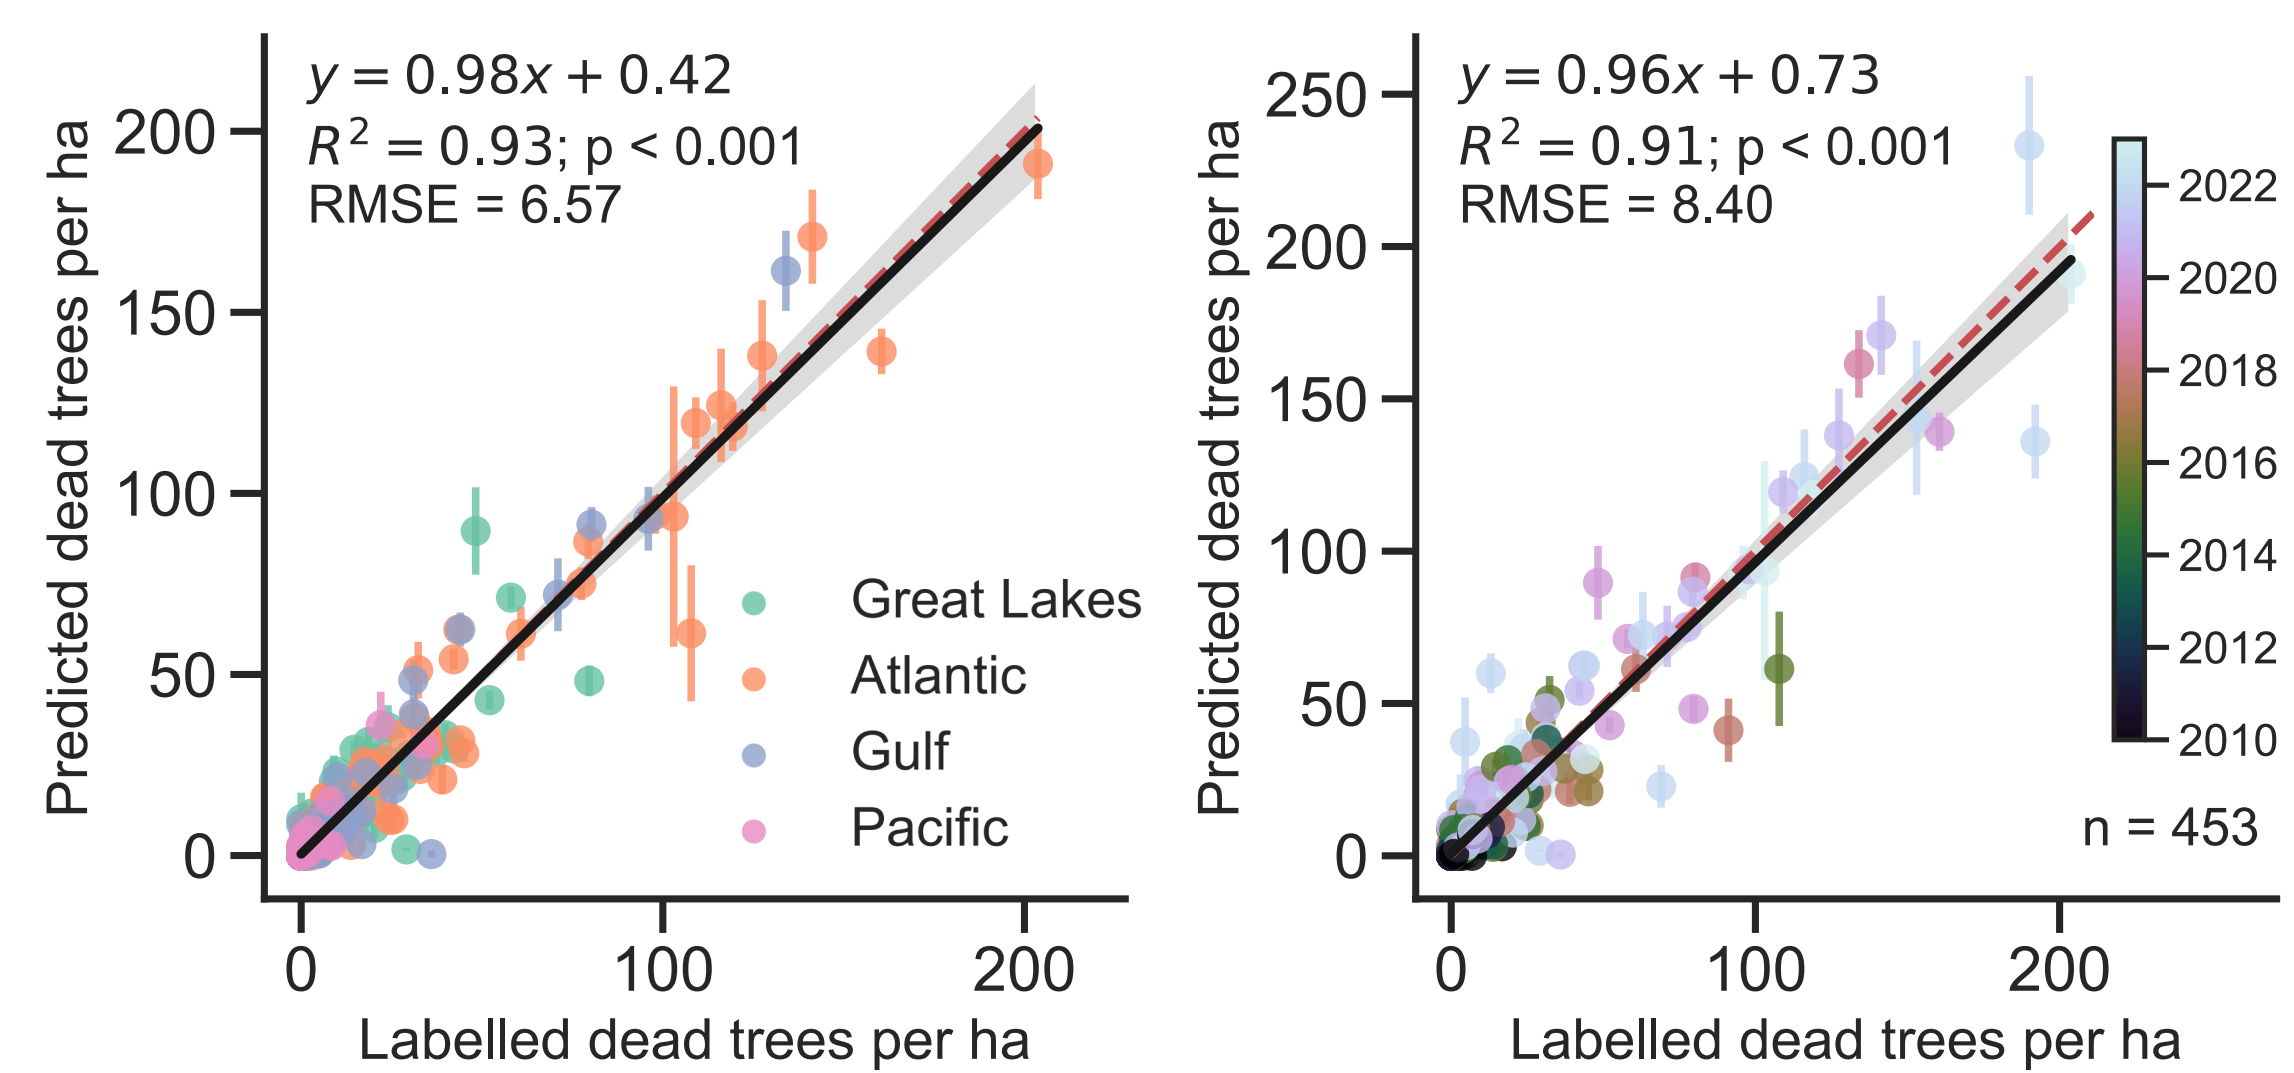 y = 0.98x + 0.42
R² = 0.93; p < 0.001
RMSE = 6.57
Predicted dead trees per ha
200
150
100
50
0
Great Lakes
Atlantic
Gulf
Pacific
0 100 200
Labelled dead trees per ha
y = 0.96x + 0.73
R² = 0.91; p < 0.001
RMSE = 8.40
Predicted dead trees per ha
250
200
150
100
50
0
2022
2020
2018
2016
2014
2012
2010
n = 453
0 100 200
Labelled dead trees per ha